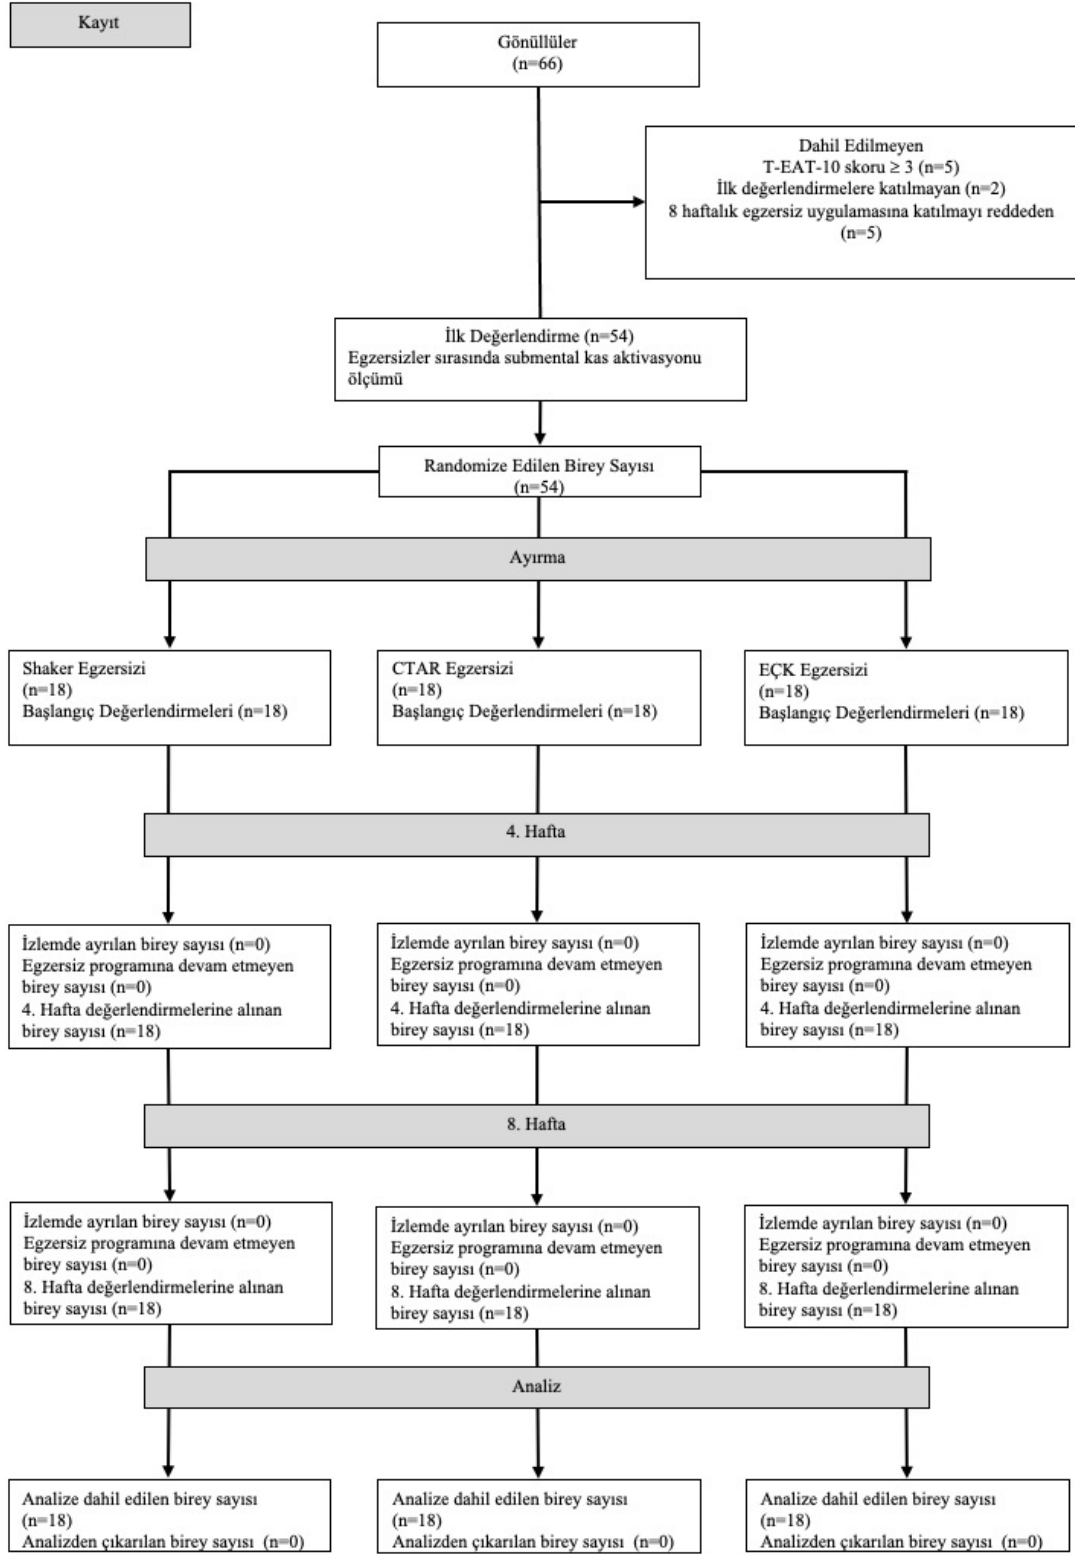 Kayıt
Gönüllüler
(n=66)
Dahil Edilmeyen
T-EAT-10 skoru ≥ 3 (n=5)
İlk değerlendirmelere katılmayan (n=2)
8 haftalık egzersiz uygulamasına katılmayı reddeden
(n=5)
İlk Değerlendirme (n=54)
Egzersizler sırasında submental kas aktivasyonu
ölçümü
Randomize Edilen Birey Sayısı
(n=54)
Ayırma
Shaker Egzersizi
(n=18)
Başlangıç Değerlendirmeleri (n=18)
CTAR Egzersizi
(n=18)
Başlangıç Değerlendirmeleri (n=18)
EÇK Egzersizi
(n=18)
Başlangıç Değerlendirmeleri (n=18)
4. Hafta
İzlemde ayrılan birey sayısı (n=0)
Egzersiz programına devam etmeyen
birey sayısı (n=0)
4. Hafta değerlendirmelerine alınan
birey sayısı (n=18)
İzlemde ayrılan birey sayısı (n=0)
Egzersiz programına devam etmeyen
birey sayısı (n=0)
4. Hafta değerlendirmelerine alınan
birey sayısı (n=18)
İzlemde ayrılan birey sayısı (n=0)
Egzersiz programına devam etmeyen
birey sayısı (n=0)
4. Hafta değerlendirmelerine alınan
birey sayısı (n=18)
8. Hafta
İzlemde ayrılan birey sayısı (n=0)
Egzersiz programına devam etmeyen
birey sayısı (n=0)
8. Hafta değerlendirmelerine alınan
birey sayısı (n=18)
İzlemde ayrılan birey sayısı (n=0)
Egzersiz programına devam etmeyen
birey sayısı (n=0)
8. Hafta değerlendirmelerine alınan
birey sayısı (n=18)
İzlemde ayrılan birey sayısı (n=0)
Egzersiz programına devam etmeyen
birey sayısı (n=0)
8. Hafta değerlendirmelerine alınan
birey sayısı (n=18)
Analiz
Analize dahil edilen birey sayısı
(n=18)
Analizden çıkarılan birey sayısı (n=0)
Analize dahil edilen birey sayısı
(n=18)
Analizden çıkarılan birey sayısı (n=0)
Analize dahil edilen birey sayısı
(n=18)
Analizden çıkarılan birey sayısı (n=0)